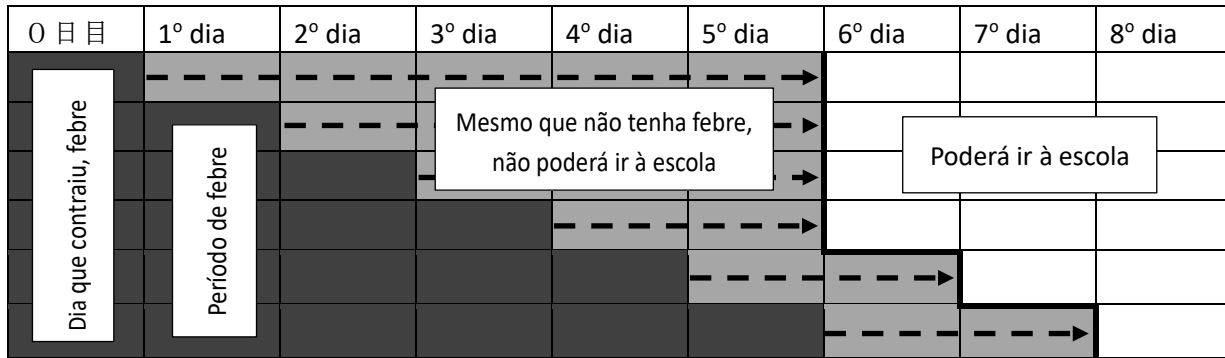 0日目
1º dia
2º dia
3º dia
4º dia
5º dia
6º dia
7º dia
8º dia
Dia que contraiu, febre
Período de febre
Mesmo que não tenha febre,
não poderá ir à escola
Poderá ir à escola